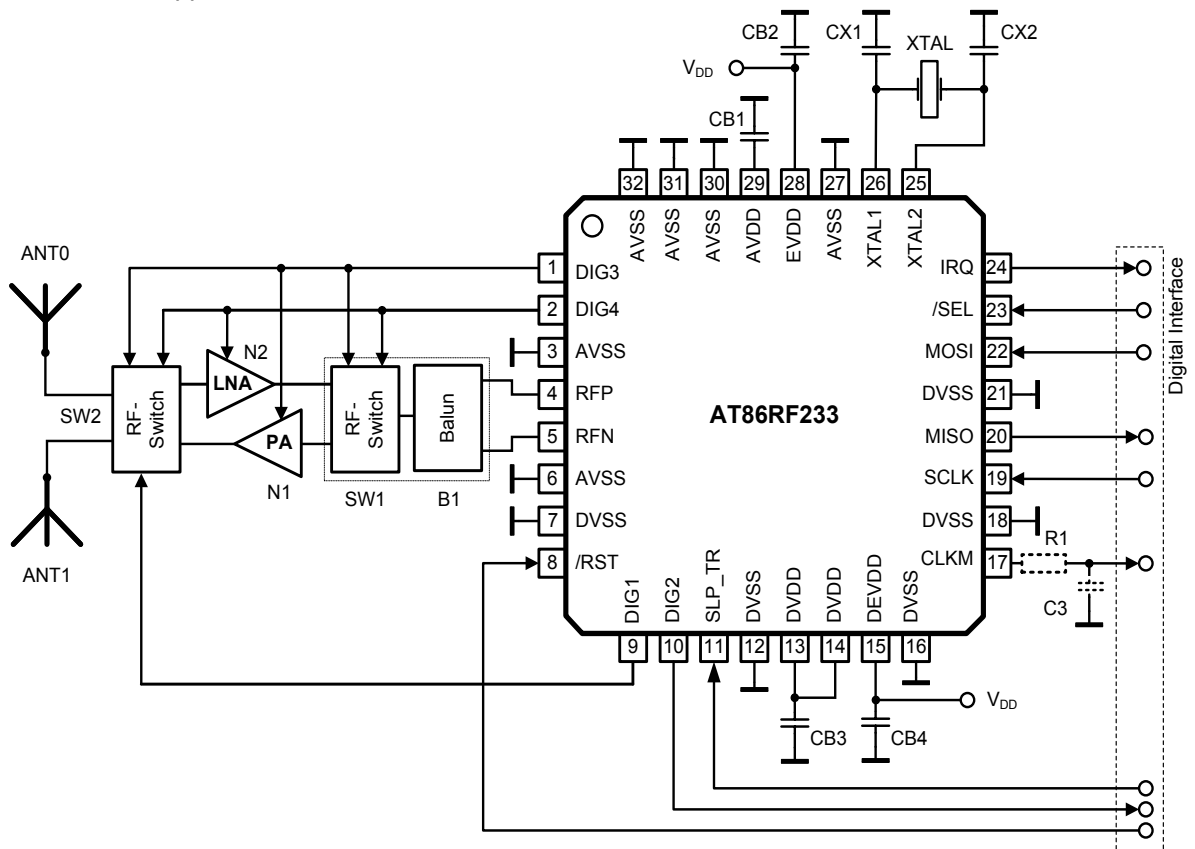 CB2
CX1
XTAL
CX2
VDD
CB1
32
31
30
29
28
27
26
25
AVSS
AVSS
AVSS
AVDD
EVDD
AVSS
XTAL1
XTAL2
ANT0
1
DIG3
IRQ
24
2
DIG4
/SEL
23
N2
3
AVSS
MOSI
22
LNA
SW2
RF-
Switch
RF-
Switch
Balun
4
RFP
AT86RF233
DVSS
21
PA
5
RFN
MISO
20
N1
SW1
B1
6
AVSS
SCLK
19
7
DVSS
DVSS
18
ANT1
8
/RST
CLKM
17
R1
C3
Digital Interface
DIG1
DIG2
SLP_TR
DVSS
DVDD
DVDD
DEVDD
DVSS
9
10
11
12
13
14
15
16
VDD
CB3
CB4